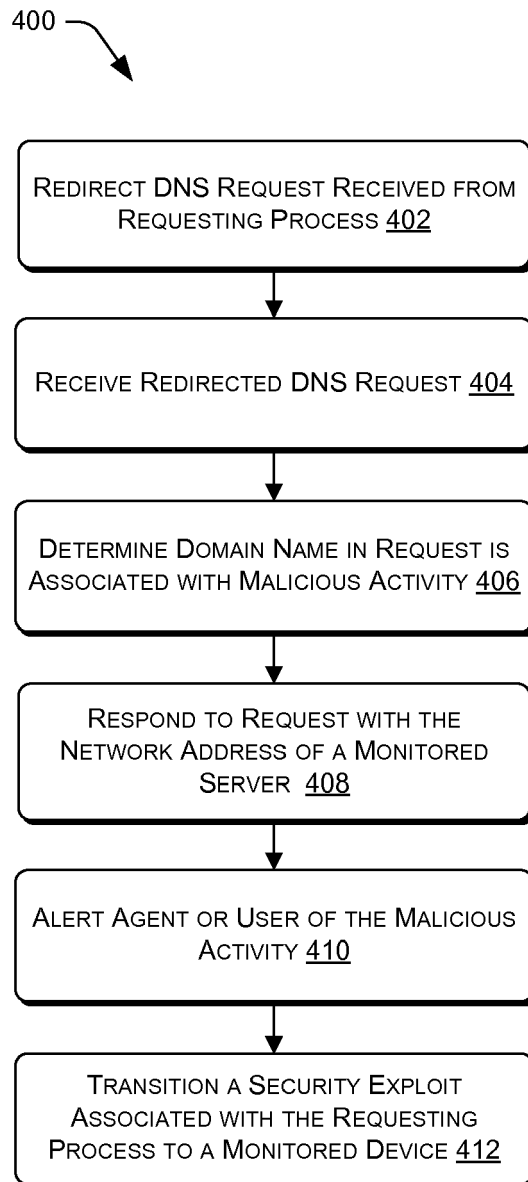 400
REDIRECT DNS REQUEST RECEIVED FROM
REQUESTING PROCESS 402
RECEIVE REDIRECTED DNS REQUEST 404
DETERMINE DOMAIN NAME IN REQUEST IS
ASSOCIATED WITH MALICIOUS ACTIVITY 406
RESPOND TO REQUEST WITH THE
NETWORK ADDRESS OF A MONITORED
SERVER 408
ALERT AGENT OR USER OF THE MALICIOUS
ACTIVITY 410
TRANSITION A SECURITY EXPLOIT
ASSOCIATED WITH THE REQUESTING
PROCESS TO A MONITORED DEVICE 412